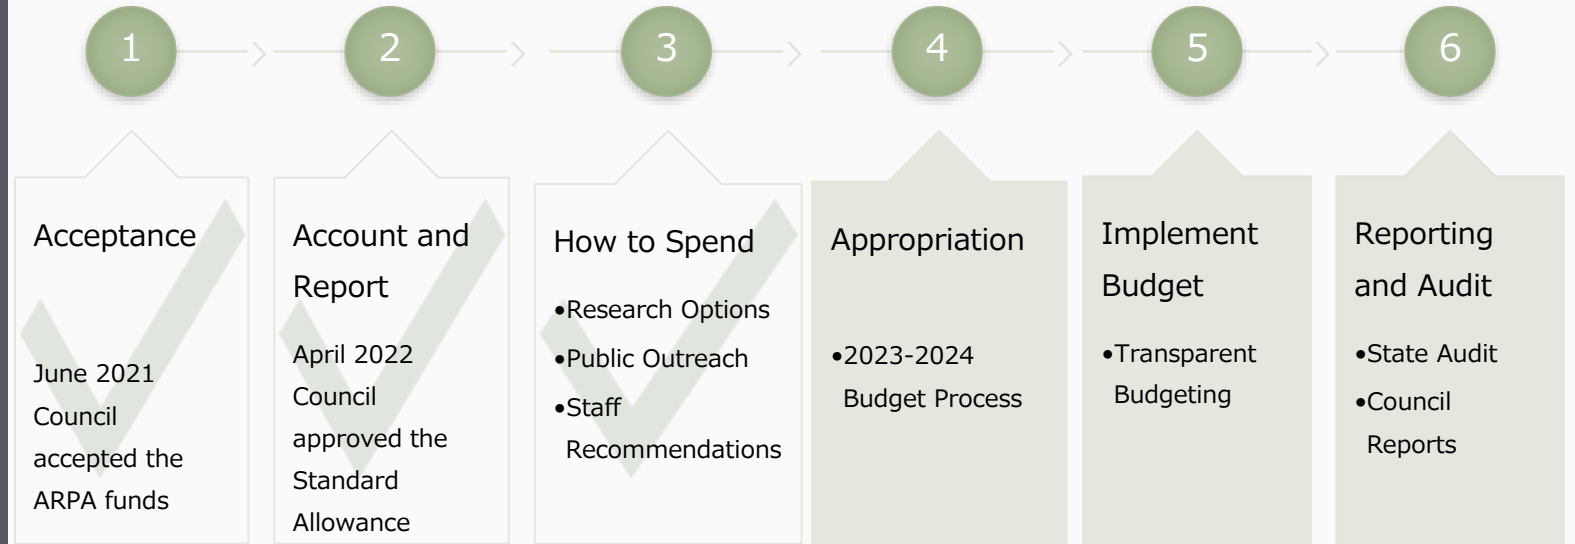 1
2
3
4
5
6
Acceptance
June 2021
Council
accepted the
ARPA funds
Account and
Report
April 2022
Council
approved the
Standard
Allowance
How to Spend
•Research Options
•Public Outreach
•Staff
Recommendations
Appropriation
•2023-2024
Budget Process
Implement
Budget
•Transparent
Budgeting
Reporting
and Audit
•State Audit
•Council
Reports